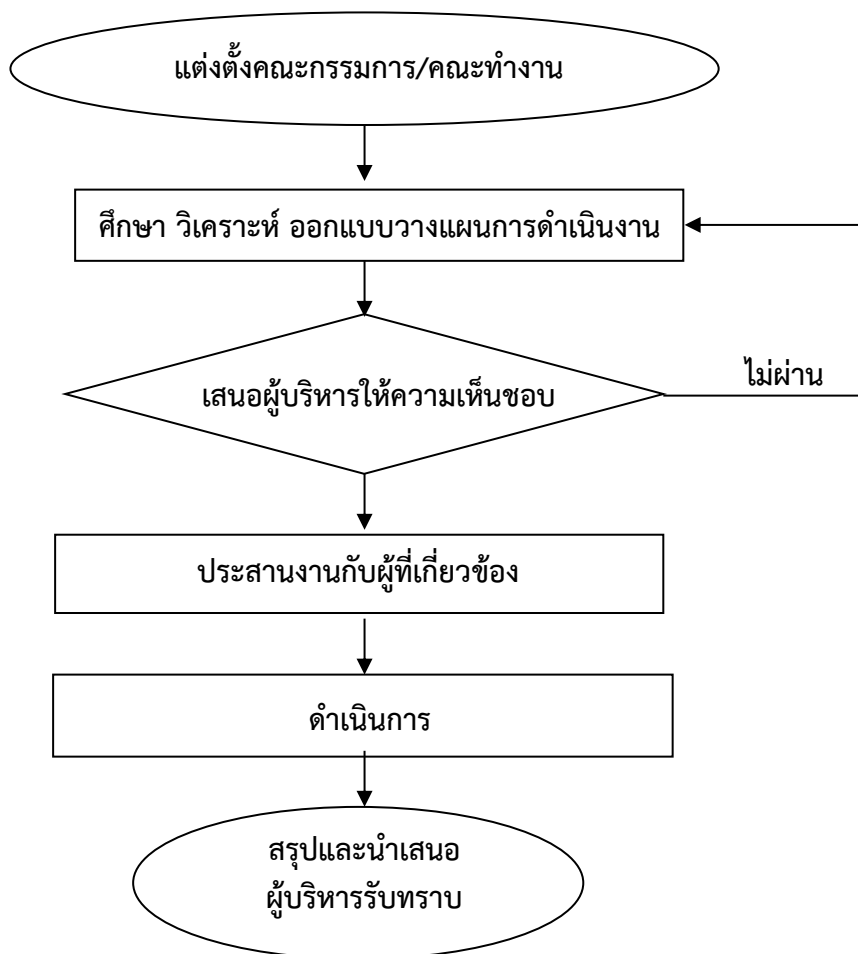 แต่งตั้งคณะกรรมการ/คณะทำงาน
ศึกษา วิเคราะห์ ออกแบบวางแผนการดำเนินงาน
เสนอผู้บริหารให้ความเห็นชอบ
ไม่ผ่าน
ประสานงานกับผู้ที่เกี่ยวข้อง
ดำเนินการ
สรุปและนำเสนอ
ผู้บริหารรับทราบ